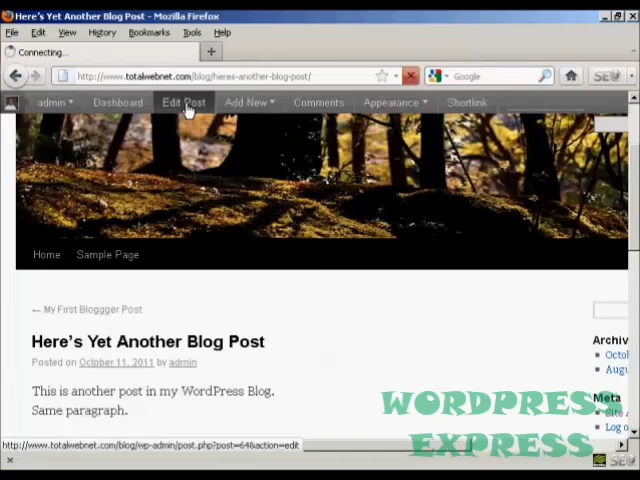 Here's Yet Another Blog Post - Mozilla Firefox
File Edit View History Bookmarks Tools Help
Connecting...
http://www.totalwebnet.com/blog/heres-another-blog-post/
Google
SEO
admin Dashboard Edit Post Add New Comments Appearance Shortlink
Home Sample Page
← My First Bloggger Post
Here's Yet Another Blog Post
Posted on October 11, 2011 by admin
This is another post in my WordPress Blog.
Same paragraph.
Archiv
Octo
Augu
Meta
Site A
Log o
WORDPRESS
EXPRESS
http://www.totalwebnet.com/blog/wp-admin/post.php?post=64&action=edit
SEO